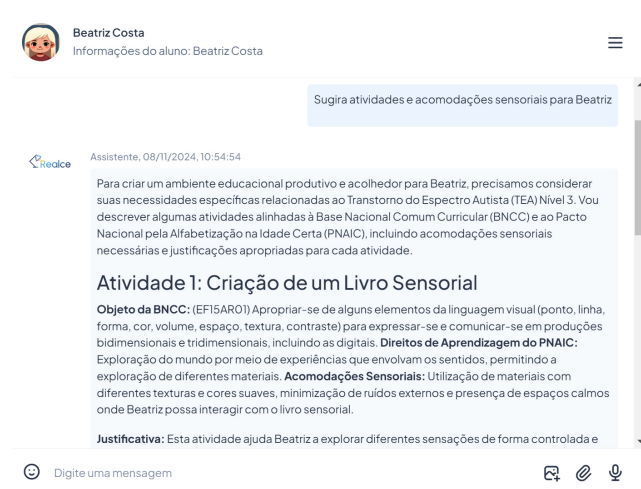 Beatriz Costa
Informações do aluno: Beatriz Costa
Sugira atividades e acomodações sensoriais para Beatriz
Realce
Assistente, 08/11/2024, 10:54:54
Para criar um ambiente educacional produtivo e acolhedor para Beatriz, precisamos considerar
suas necessidades específicas relacionadas ao Transtorno do Espectro Autista (TEA) Nível 3. Vou
descrever algumas atividades alinhadas à Base Nacional Comum Curricular (BNCC) e ao Pacto
Nacional pela Alfabetização na Idade Certa (PNAIC), incluindo acomodações sensoriais
necessárias e justificações apropriadas para cada atividade.
Atividade 1: Criação de um Livro Sensorial
Objeto da BNCC: (EF15AR01) Apropriar-se de alguns elementos da linguagem visual (ponto, linha,
forma, cor, volume, espaço, textura, contraste) para expressar-se e comunicar-se em produções
bidimensionais e tridimensionais, incluindo as digitais. Direitos de Aprendizagem do PNAIC:
Exploração do mundo por meio de experiências que envolvam os sentidos, permitindo a
exploração de diferentes materiais. Acomodações Sensoriais: Utilização de materiais com
diferentes texturas e cores suaves, minimização de ruídos externos e presença de espaços calmos
onde Beatriz possa interagir com o livro sensorial.
Justificativa: Esta atividade ajuda Beatriz a explorar diferentes sensações de forma controlada e
Digite uma mensagem